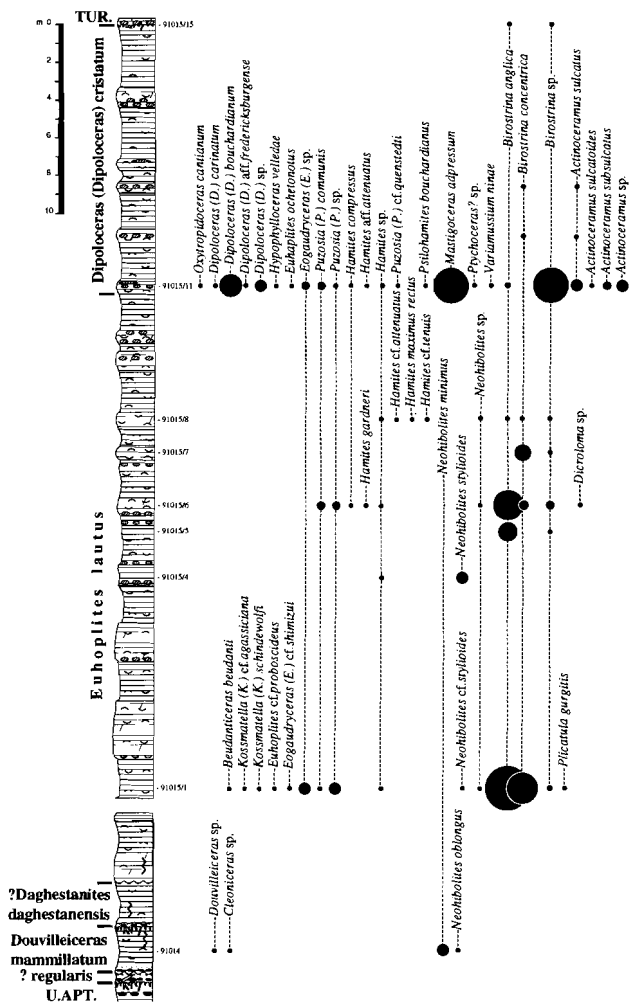 TUR.
m 0
2
4
6
8
10
Dipoloceras (Dipoloceras) cristatum
Euhoplites lautus
?Daghestanites
daghestanensis
Douvilleiceras
mammillatum
? regularis
U.APT.
91015/15
91015/11
91015/8
91015/7
91015/6
91015/5
91015/4
91015/1
91014
Oxytropidoceras cantianum
Dipoloceras (D.) carinatum
Dipoloceras (D.) bouchardianum
Dipoloceras (D.) aff. fredericksburgense
Dipoloceras (D.) sp.
Hypophylloceras velledae
Euhaplites ochetonotus
Eogaudryceras (E.) sp.
Puzosia (P.) communis
Puzosia (P.) sp.
Hamites compressus
Hamites aff. attenuatus
Hamites sp.
Puzosia (P.) cf. quenstedti
Psilohamites bouchardianus
Mastigoceras adpressum
Ptychoceras? sp.
Variamussium ninae
Birostrina anglica
Birostrina concentrica
Birostrina sp.
Actinoceramus sulcatus
Actinoceramus sulcatoides
Actinoceramus subsulcatus
Actinoceramus sp.
Hamites cf. attenuatus
Hamites maximus rectus
Hamites cf. tenuis
Neohibolites sp.
Hamites gardneri
Neohibolites minimus
Neohibolites stylioides
Dicroloma sp.
Beudanticeras beudanti
Kossmatella (K.) cf. agassiciana
Kossmatella (K.) schindewolfi
Euhoplites cf. proboscideus
Eogaudryceras (E.) cf. shimizui
Neohibolites cf. stylioides
Plicatula gurgitis
Douvilleiceras sp.
Cleoniceras sp.
Neohibolites oblongus